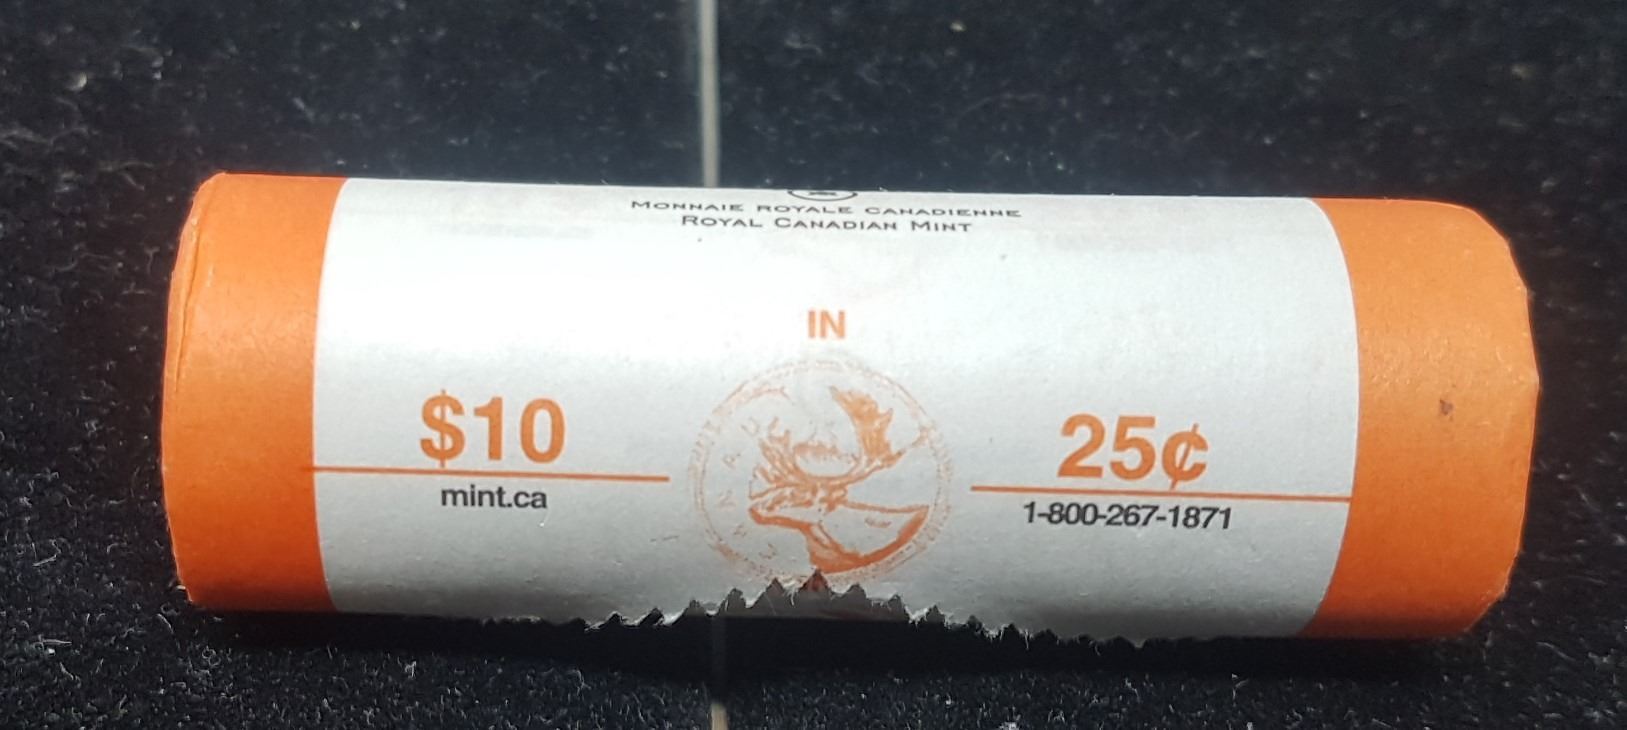 MONNAIE ROYALE CANADIENNE
ROYAL CANADIAN MINT
IN
$10
25¢
mint.ca
1-800-267-1871